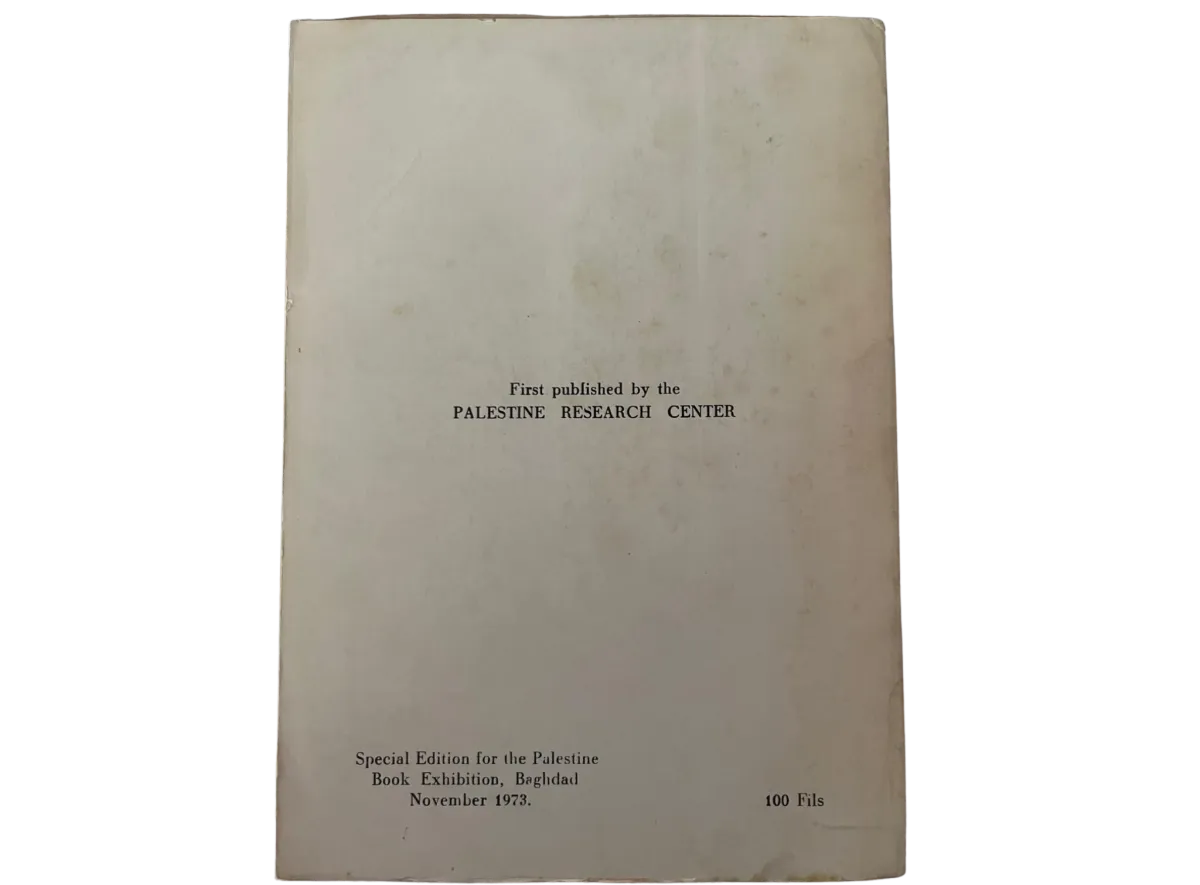 First published by the
PALESTINE RESEARCH CENTER
Special Edition for the Palestine
Book Exhibition, Baghdad
November 1973.
100 Fils